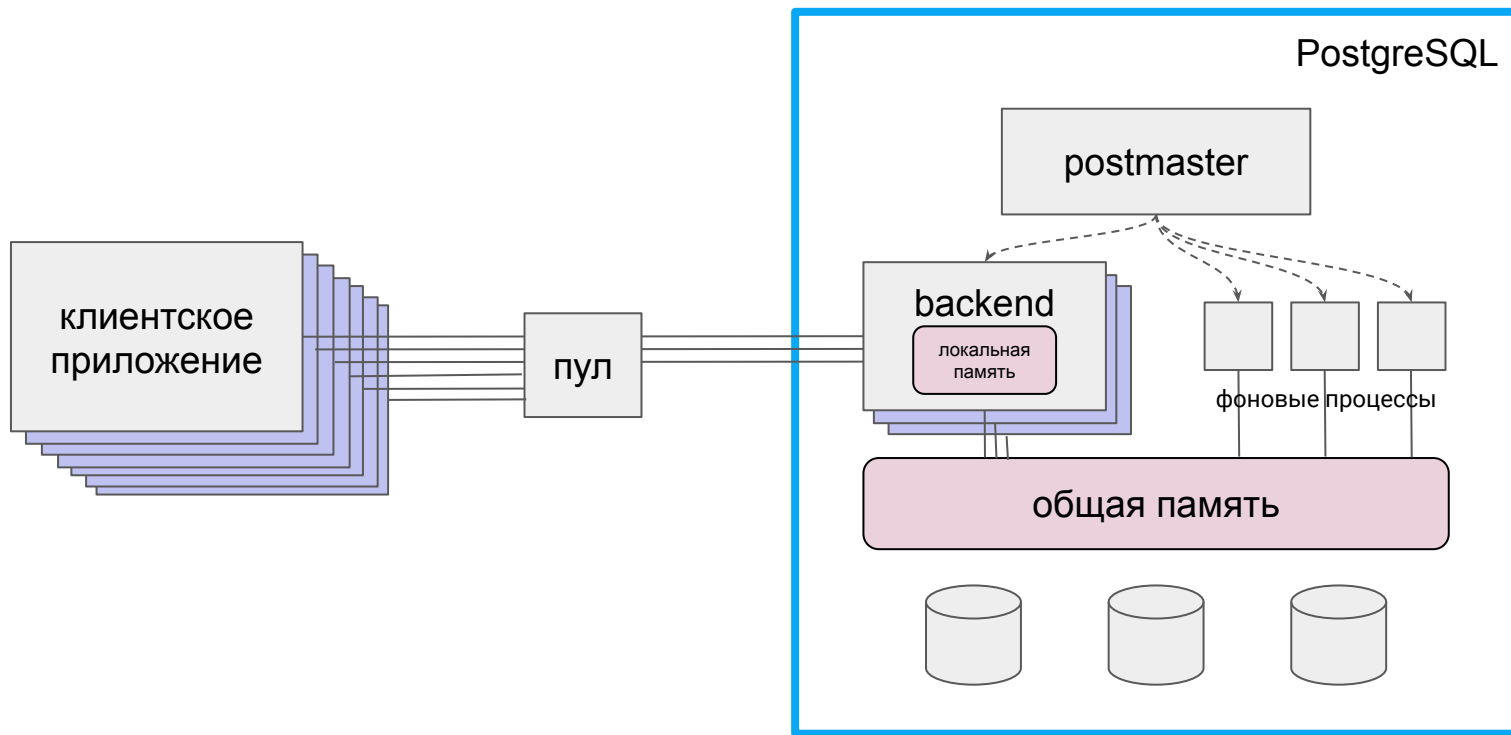 PostgreSQL
postmaster
клиентское
приложение
пул
backend
локальная
память
фоновые процессы
общая память